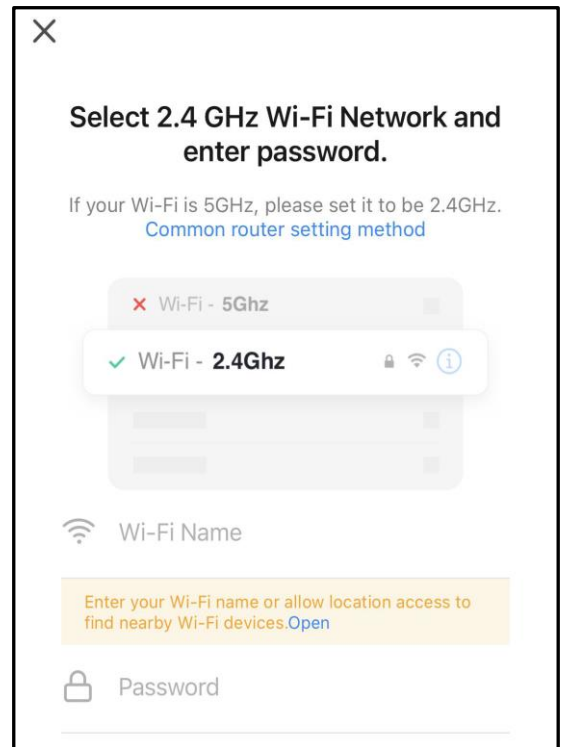 Select 2.4 GHz Wi-Fi Network and
enter password.
If your Wi-Fi is 5GHz, please set it to be 2.4GHz.
Common router setting method
Wi-Fi - 5Ghz
Wi-Fi - 2.4Ghz
Wi-Fi Name
Enter your Wi-Fi name or allow location access to
find nearby Wi-Fi devices.Open
Password